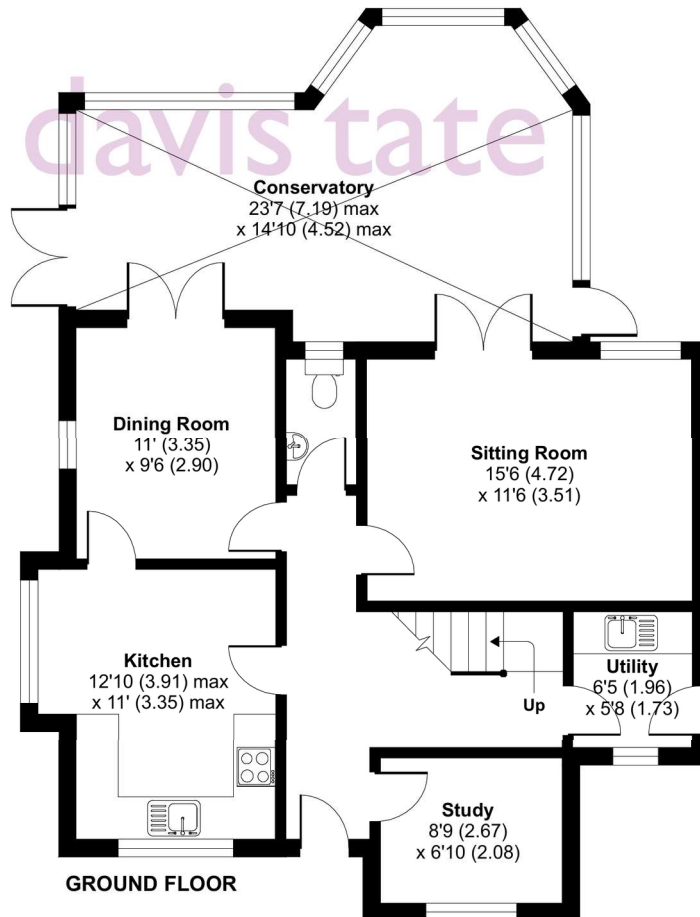 davis tate
Conservatory
23'7 (7.19) max
x 14'10 (4.52) max
Dining Room
11' (3.35)
x 9'6 (2.90)
Sitting Room
15'6 (4.72)
x 11'6 (3.51)
Kitchen
12'10 (3.91) max
x 11' (3.35) max
Up
Utility
6'5 (1.96)
x 5'8 (1.73)
Study
8'9 (2.67)
x 6'10 (2.08)
GROUND FLOOR